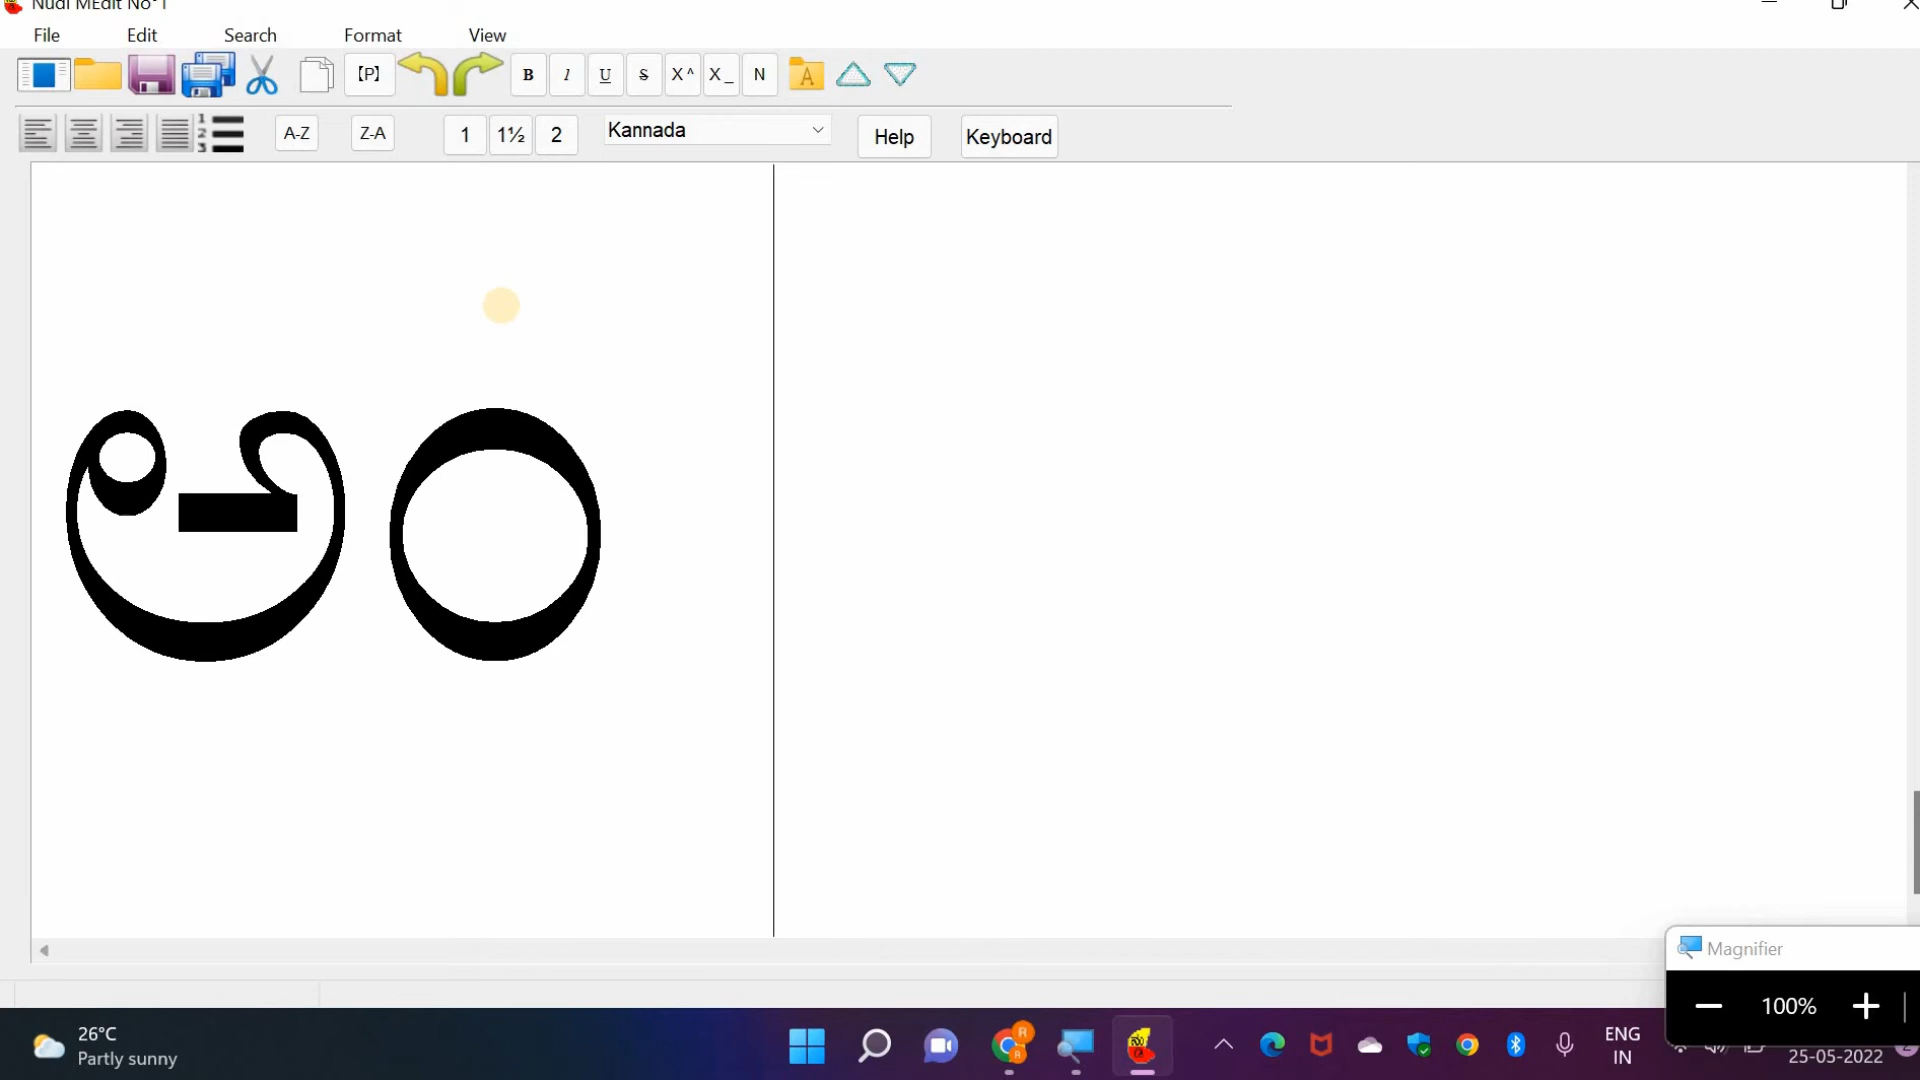 Nudi MEdit No°1
File Edit Search Format View
[P] B I U S X^ X_ N A
A-Z Z-A 1 1½ 2 Kannada Help Keyboard
ಅಂ
Magnifier
100%
26°C
Partly sunny
ENG
IN
25-05-2022